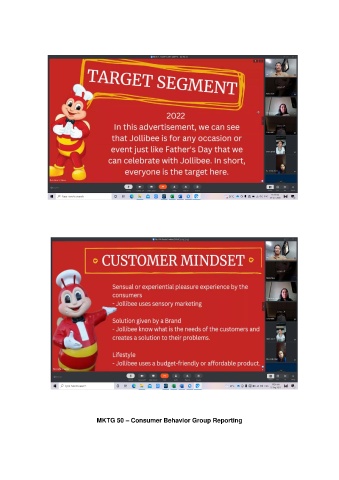 TARGET SEGMENT
2022
In this advertisement, we can see
that Jollibee is for any occasion or
event just like Father's Day that we
can celebrate with Jollibee. In short,
everyone is the target here.
CUSTOMER MINDSET
Sensual or experiential pleasure experience by the
consumers
- Jollibee uses sensory marketing
Solution given by a Brand
- Jollibee know what is the needs of the customers and
creates a solution to their problems.
Lifestyle
- Jollibee uses a budget-friendly or affordable product.
MKTG 50 – Consumer Behavior Group Reporting